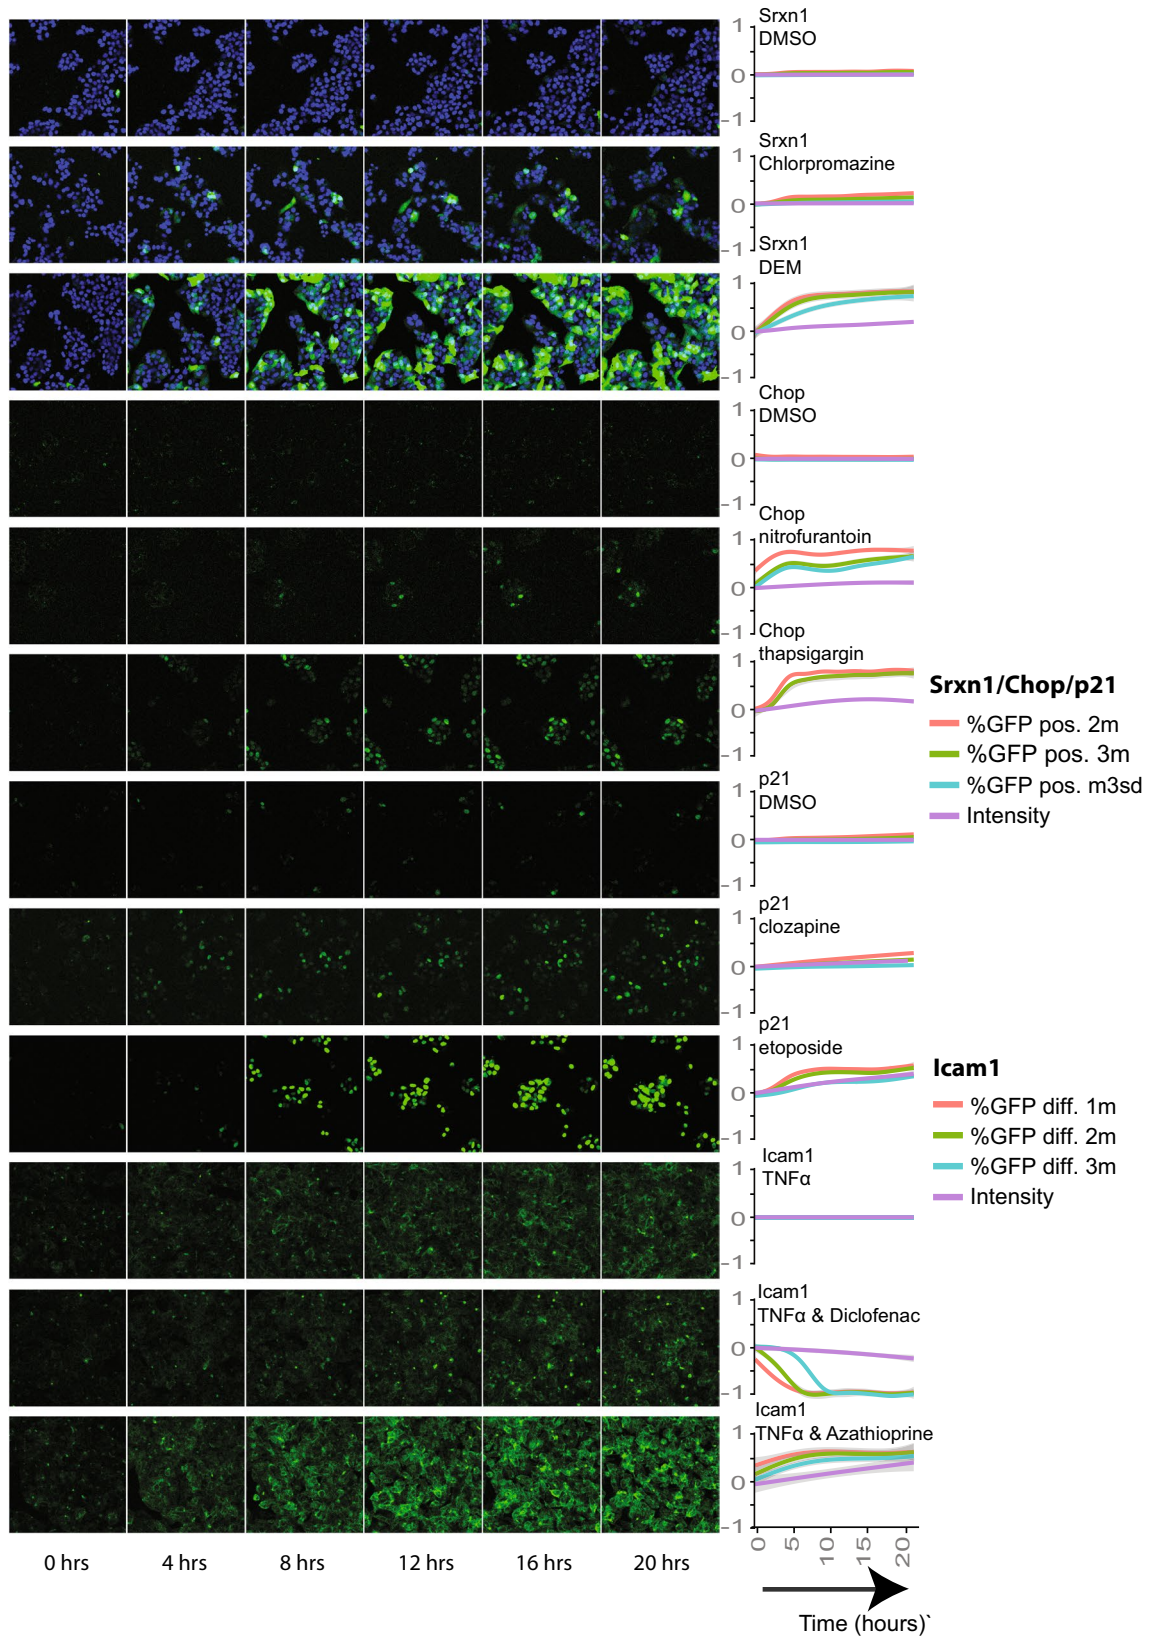 Srxn1
DMSO
1
0
-1
Srxn1
Chlorpromazine
1
0
-1
Srxn1
DEM
1
0
-1
Chop
DMSO
1
0
-1
Chop
nitrofurantoin
1
0
-1
Chop
thapsigargin
1
0
-1
Srxn1/Chop/p21
%GFP pos. 2m
%GFP pos. 3m
%GFP pos. m3sd
Intensity
p21
DMSO
1
0
-1
p21
clozapine
1
0
-1
p21
etoposide
1
0
-1
Icam1
%GFP diff. 1m
%GFP diff. 2m
%GFP diff. 3m
Intensity
Icam1
TNFα
1
0
-1
Icam1
TNFα & Diclofenac
1
0
-1
Icam1
TNFα & Azathioprine
1
0
-1
0 5 10 15 20
0 hrs 4 hrs 8 hrs 12 hrs 16 hrs 20 hrs
Time (hours)`